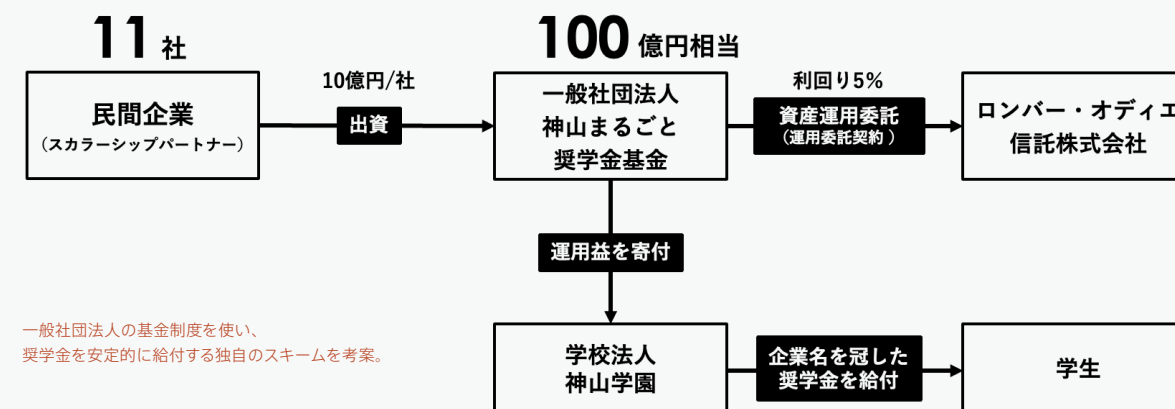 11 社
100 億円相当
民間企業
(スカラーシップパートナー)
10億円/社
出資
一般社団法人
神山まるごと
奨学金基金
利回り5%
資産運用委託
(運用委託契約 )
ロンバー・オディエ
信託株式会社
運用益を寄付
一般社団法人の基金制度を使い、
奨学金を安定的に給付する独自のスキームを考案。
学校法人
神山学園
企業名を冠した
奨学金を給付
学生